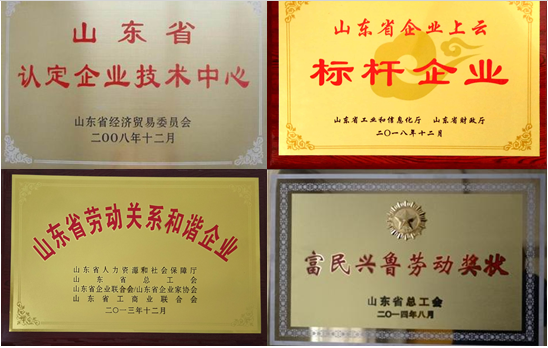 山东省
认定企业技术中心
山东省经济贸易委员会
二00八年十二月
山东省企业上云
标杆企业
山东省工业和信息化厅 山东省财政厅
二〇一八年十二月
山东省劳动关系和谐企业
山东省人力资源和社会保障厅
山东省总工会
山东省企业联合会/山东省企业家协会
山东省工商业联合会
二〇一三年十二月
富民兴鲁劳动奖状
山东省总工会
二〇一四年八月